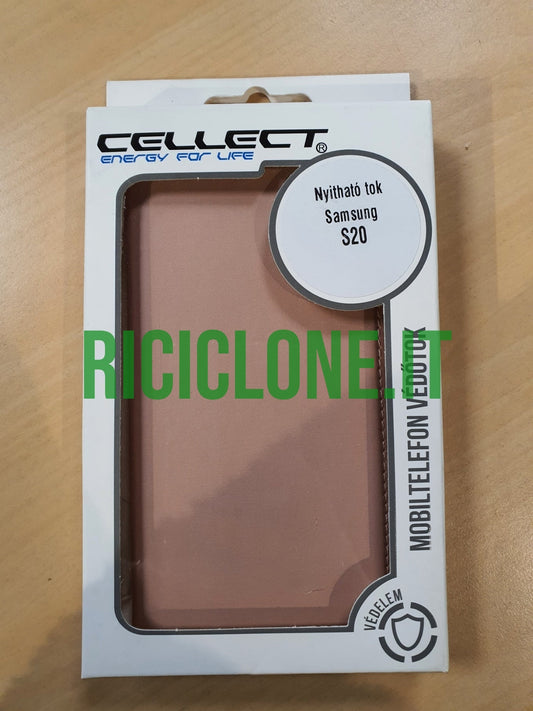 CELLECT®
ENERGY FOR LIFE
Nyitható tok
Samsung
S20
RICICLONE.IT
MOBILTELEFON VÉDŐTOK
VÉDELEM